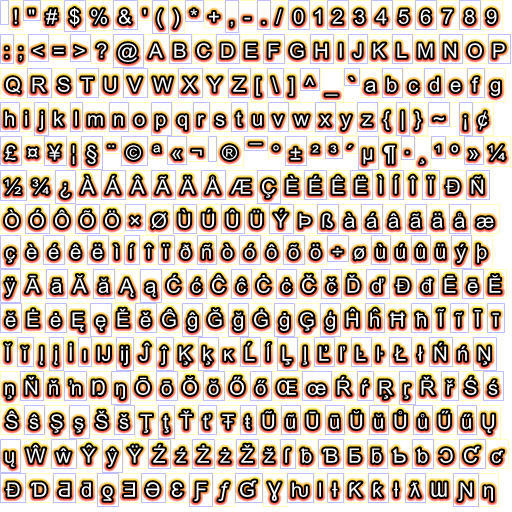 ! " # $ % & ' ( ) * + , - . / 0 1 2 3 4 5 6 7 8 9
: ; < = > ? @ A B C D E F G H I J K L M N O P
Q R S T U V W X Y Z [ \ ] ^ _ ` a b c d e f g
h i j k l m n o p q r s t u v w x y z { | } ~ ¡ ¢
£ ¤ ¥ ¦ § ¨ © ª « ¬ ® ¯ ° ± ² ³ ´ µ ¶ · ¸ ¹ º » ¼
½ ¾ ¿ À Á Â Ã Ä Å Æ Ç È É Ê Ë Ì Í Î Ï Ð Ñ
Ò Ó Ô Õ Ö × Ø Ù Ú Û Ü Ý Þ ß à á â ã ä å æ
ç è é ê ë ì í î ï ð ñ ò ó ô õ ö ÷ ø ù ú û ü ý þ
ÿ Ā ā Ă ă Ą ą Ć ć Ĉ ĉ Ċ ċ Č č Ď ď Đ đ Ē ē Ĕ
ĕ Ė ė Ę ę Ě ě Ĝ ĝ Ğ ğ Ġ ġ Ģ ģ Ĥ ĥ Ħ ħ Ĩ ĩ Ī ī
Ĭ ĭ Į į İ ı Ĳ ĳ Ĵ ĵ Ķ ķ ĸ Ĺ ĺ Ļ ļ Ľ ľ Ŀ ŀ Ł ł Ń ń Ņ
ņ Ň ň ŉ Ŋ ŋ Ō ō Ŏ ŏ Ő ő Œ œ Ŕ ŕ Ŗ ŗ Ř ř Ś ś
Ŝ ŝ Ş ş Š š Ţ ţ Ť ť Ŧ ŧ Ũ ũ Ū ū Ŭ ŭ Ů ů Ű ű Ų
ų Ŵ ŵ Ŷ ŷ Ÿ Ź ź Ż ż Ž ž ſ ƀ Ɓ Ƃ ƃ Ƅ ƅ Ɔ Ƈ ƈ
Ɖ Ɗ Ƌ ƌ ƍ Ǝ Ə Ɛ Ƒ ƒ Ɠ Ɣ ƕ Ɩ Ɨ Ƙ ƙ ƚ ƛ Ɯ Ɲ ƞ